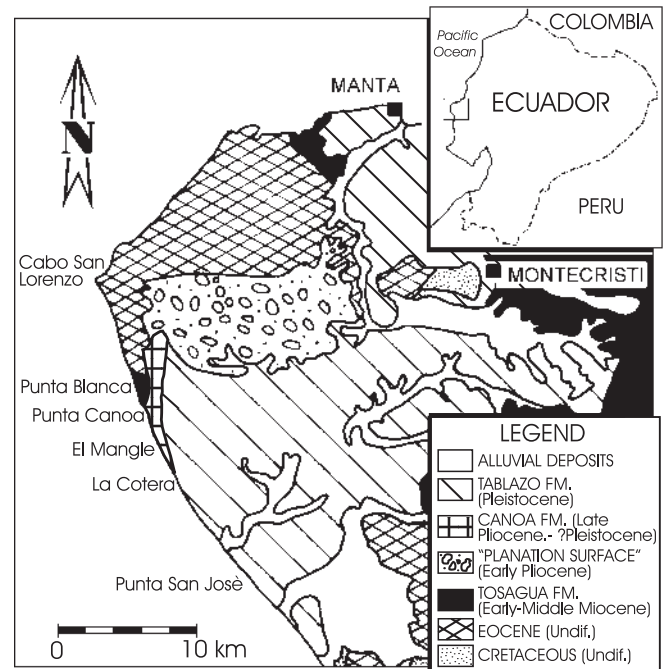 COLOMBIA
Pacific
Ocean
ECUADOR
PERU
MANTA
N
Cabo San
Lorenzo
MONTECRISTI
Punta Blanca
Punta Canoa
El Mangle
La Cotera
Punta San Josè
0 10 km
LEGEND
ALLUVIAL DEPOSITS
TABLAZO FM.
(Pleistocene)
CANOA FM. (Late
Pliocene.- ?Pleistocene)
"PLANATION SURFACE"
(Early Pliocene)
TOSAGUA FM.
(Early-Middle Miocene)
EOCENE (Undif.)
CRETACEOUS (Undif.)